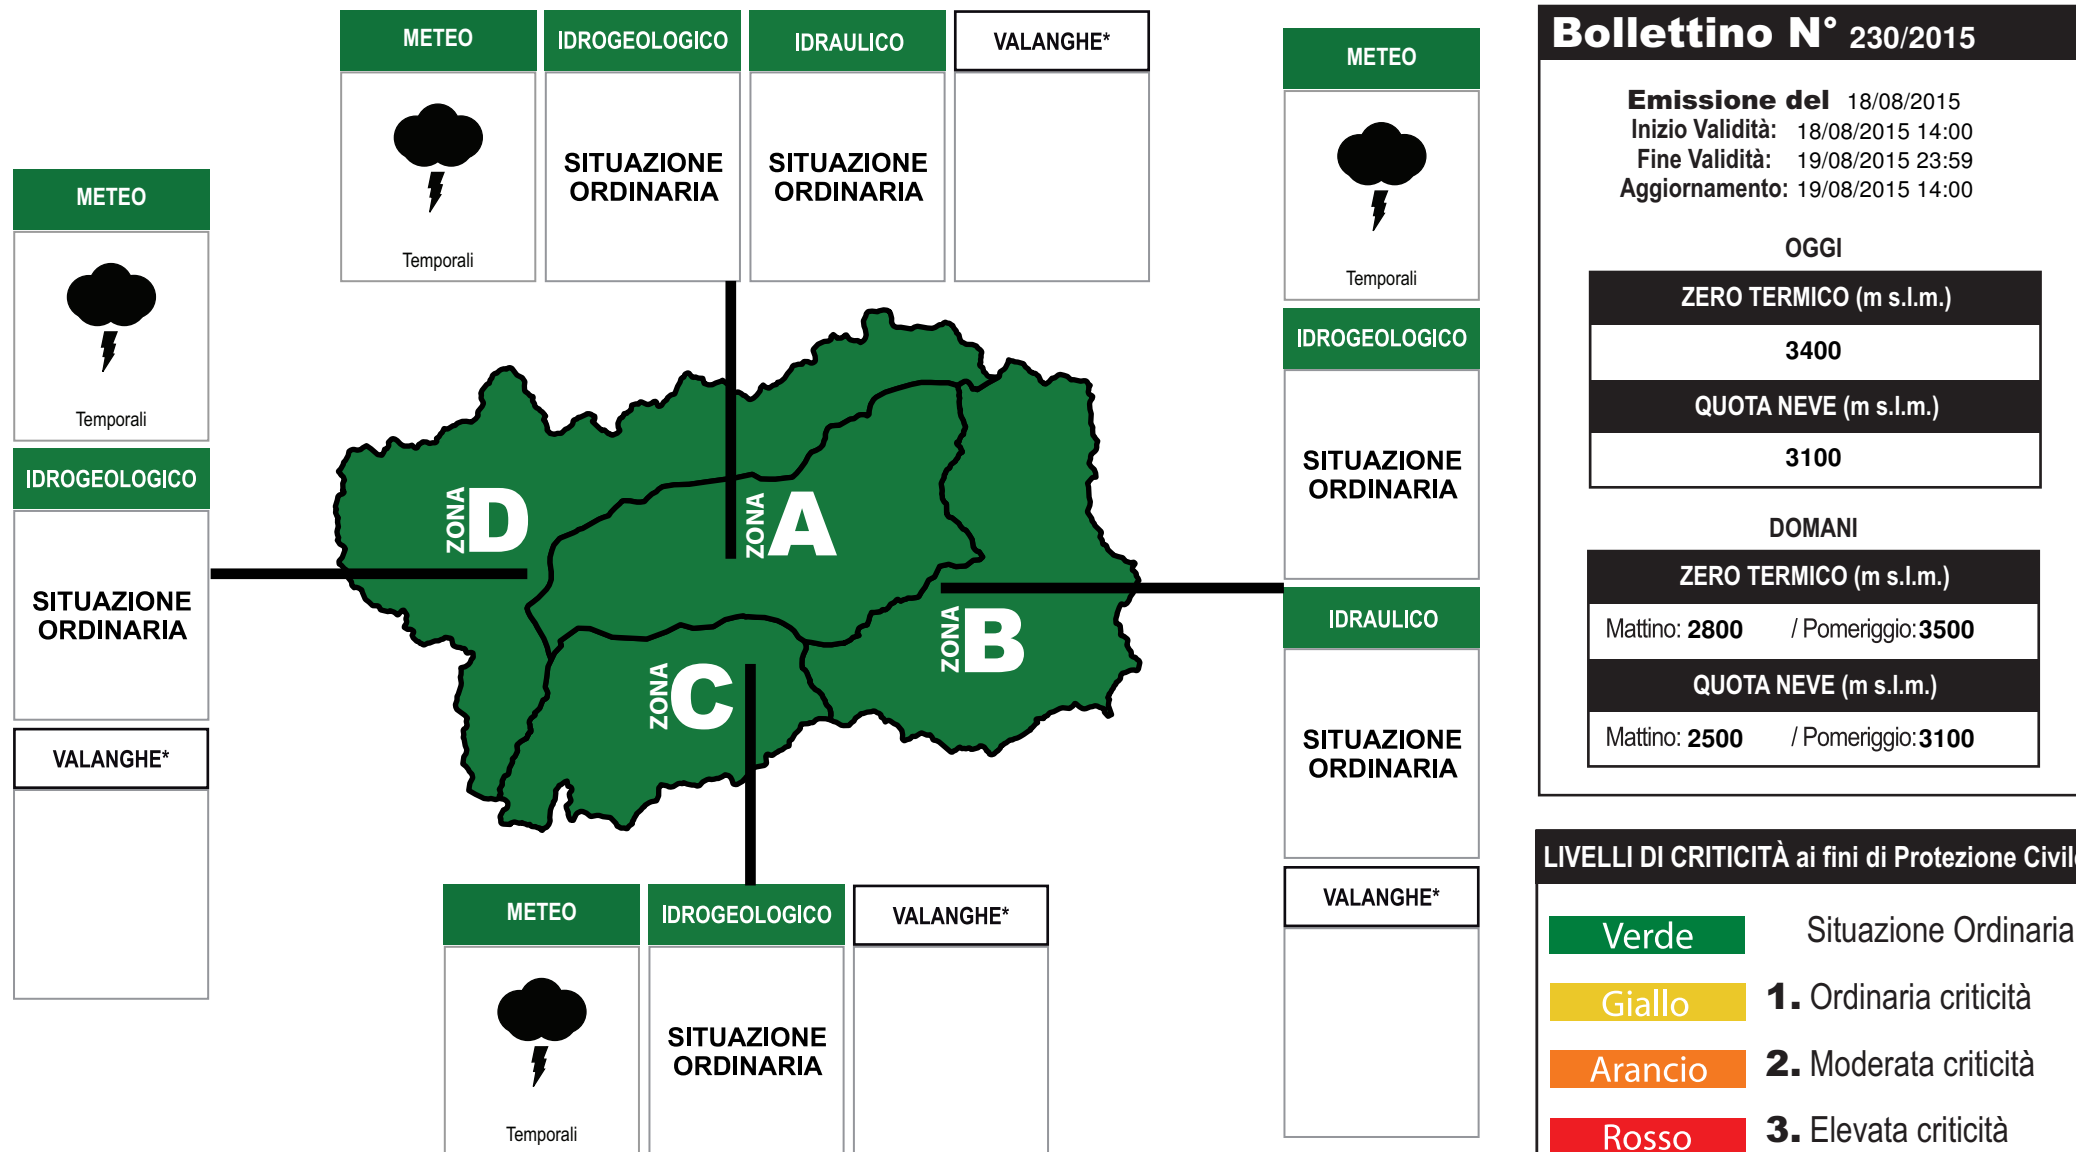 METEO IDROGEOLOGICO IDRAULICO VALANGHE*
SITUAZIONE ORDINARIA
SITUAZIONE ORDINARIA
Temporali
METEO
Temporali
IDROGEOLOGICO
SITUAZIONE
ORDINARIA
VALANGHE*
METEO
Temporali
IDROGEOLOGICO
SITUAZIONE
ORDINARIA
IDRAULICO
SITUAZIONE
ORDINARIA
VALANGHE*
ZONA D
ZONA A
ZONA B
ZONA C
METEO IDROGEOLOGICO VALANGHE*
SITUAZIONE
ORDINARIA
Temporali
Bollettino N° 230/2015
Emissione del 18/08/2015
Inizio Validità: 18/08/2015 14:00
Fine Validità: 19/08/2015 23:59
Aggiornamento: 19/08/2015 14:00
OGGI
ZERO TERMICO (m s.l.m.)
3400
QUOTA NEVE (m s.l.m.)
3100
DOMANI
ZERO TERMICO (m s.l.m.)
Mattino: 2800 / Pomeriggio: 3500
QUOTA NEVE (m s.l.m.)
Mattino: 2500 / Pomeriggio: 3100
LIVELLI DI CRITICITÀ ai fini di Protezione Civile
Verde Situazione Ordinaria
Giallo 1. Ordinaria criticità
Arancio 2. Moderata criticità
Rosso 3. Elevata criticità